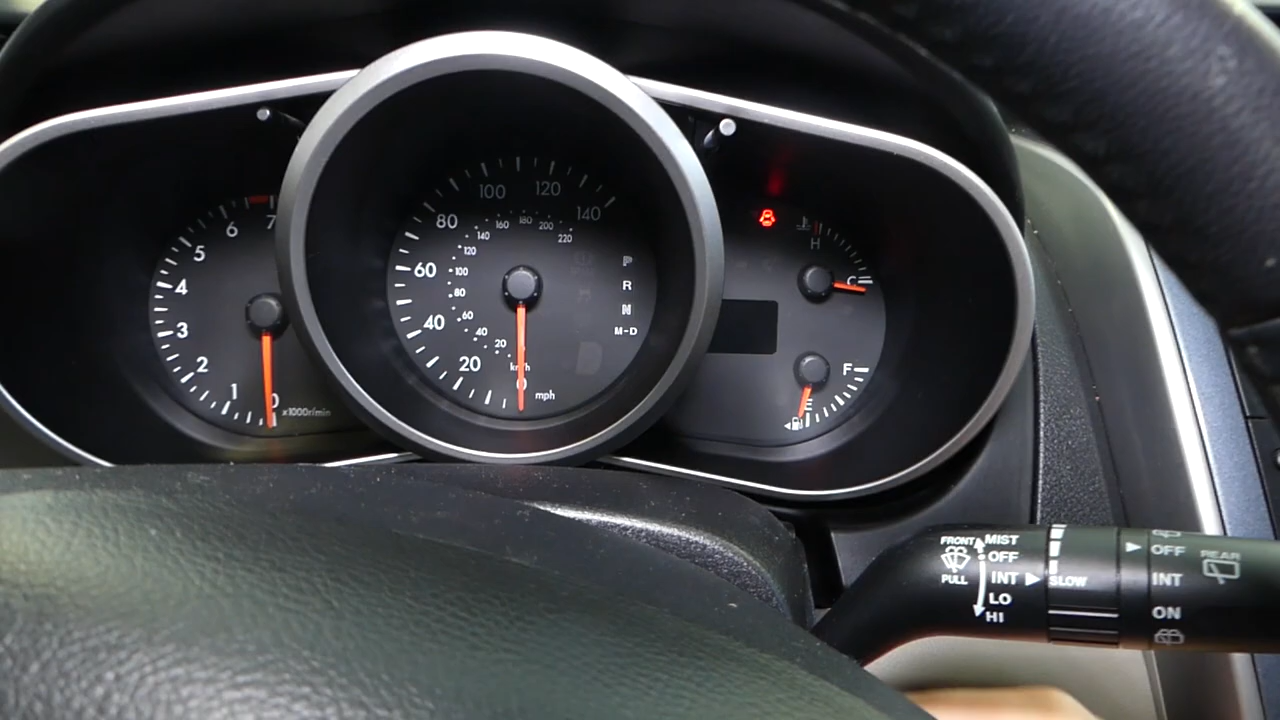 0
1
2
3
4
5
6
7
x1000r/min
0
20
40
60
80
100
120
140
mph
km/h
20
40
60
80
100
120
140
160
180
200
220
P
R
N
M-D
H
C
F
E
FRONT
PULL
MIST
OFF
INT
LO
HI
SLOW
OFF
INT
ON
REAR